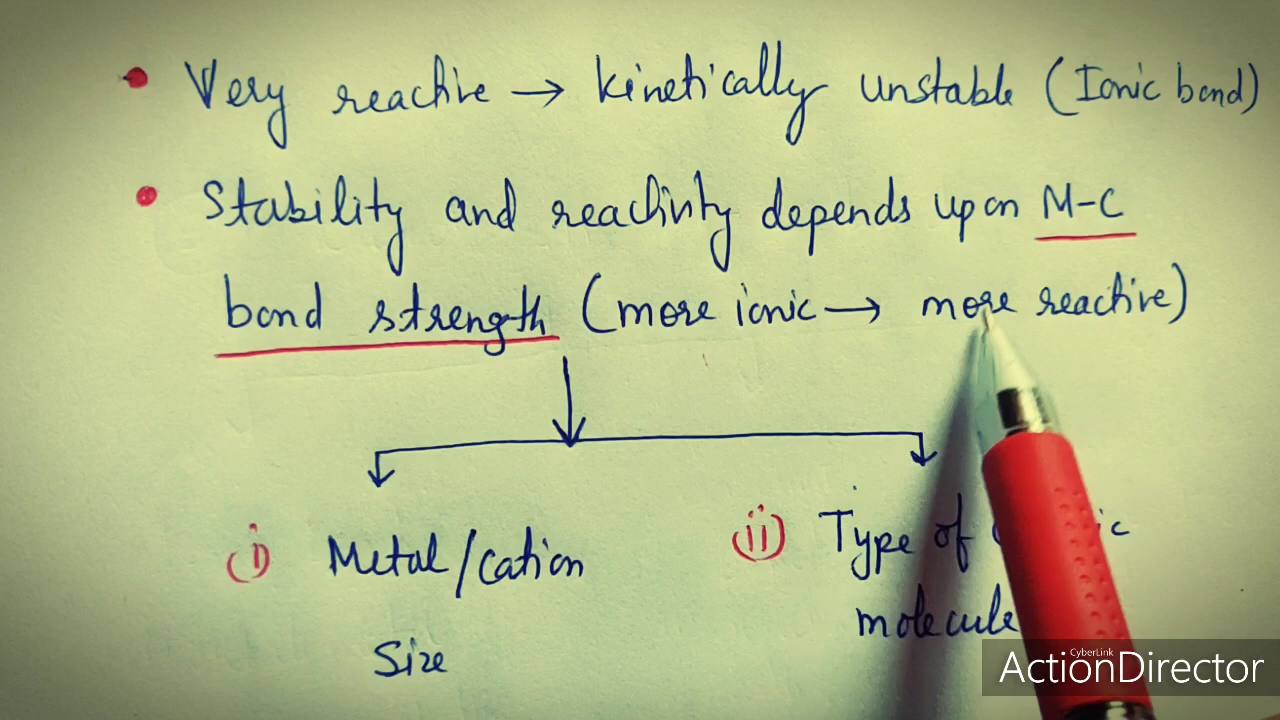 Very reactive → kinetically unstable (Ionic bond)
Stability and reactivity depends upon M-C
bond strength (more ionic → more reactive)
(i) Metal/cation
Size
(ii) Type of
molecule
CyberLink
ActionDirector